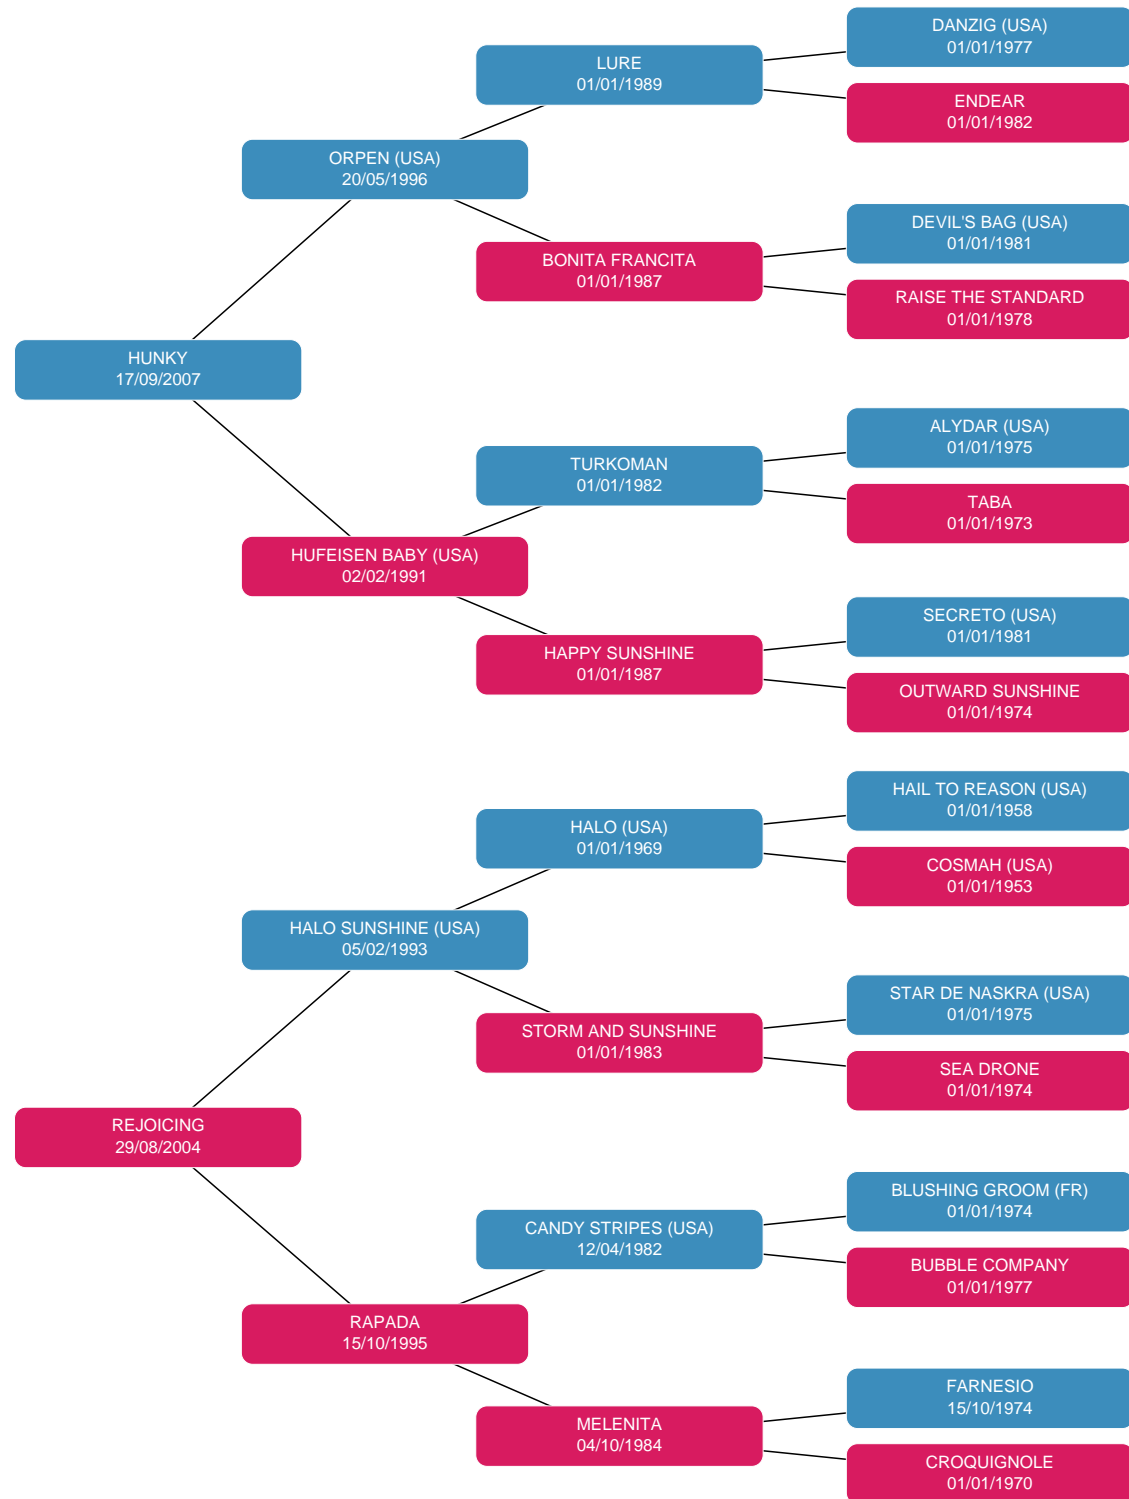 DANZIG (USA)
01/01/1977
LURE
01/01/1989
ENDEAR
01/01/1982
ORPEN (USA)
20/05/1996
DEVIL'S BAG (USA)
01/01/1981
BONITA FRANCITA
01/01/1987
RAISE THE STANDARD
01/01/1978
HUNKY
17/09/2007
ALYDAR (USA)
01/01/1975
TURKOMAN
01/01/1982
TABA
01/01/1973
HUFEISEN BABY (USA)
02/02/1991
SECRETO (USA)
01/01/1981
HAPPY SUNSHINE
01/01/1987
OUTWARD SUNSHINE
01/01/1974
HAIL TO REASON (USA)
01/01/1958
HALO (USA)
01/01/1969
COSMAH (USA)
01/01/1953
HALO SUNSHINE (USA)
05/02/1993
STAR DE NASKRA (USA)
01/01/1975
STORM AND SUNSHINE
01/01/1983
SEA DRONE
01/01/1974
REJOICING
29/08/2004
BLUSHING GROOM (FR)
01/01/1974
CANDY STRIPES (USA)
12/04/1982
BUBBLE COMPANY
01/01/1977
RAPADA
15/10/1995
FARNESIO
15/10/1974
MELENITA
04/10/1984
CROQUIGNOLE
01/01/1970